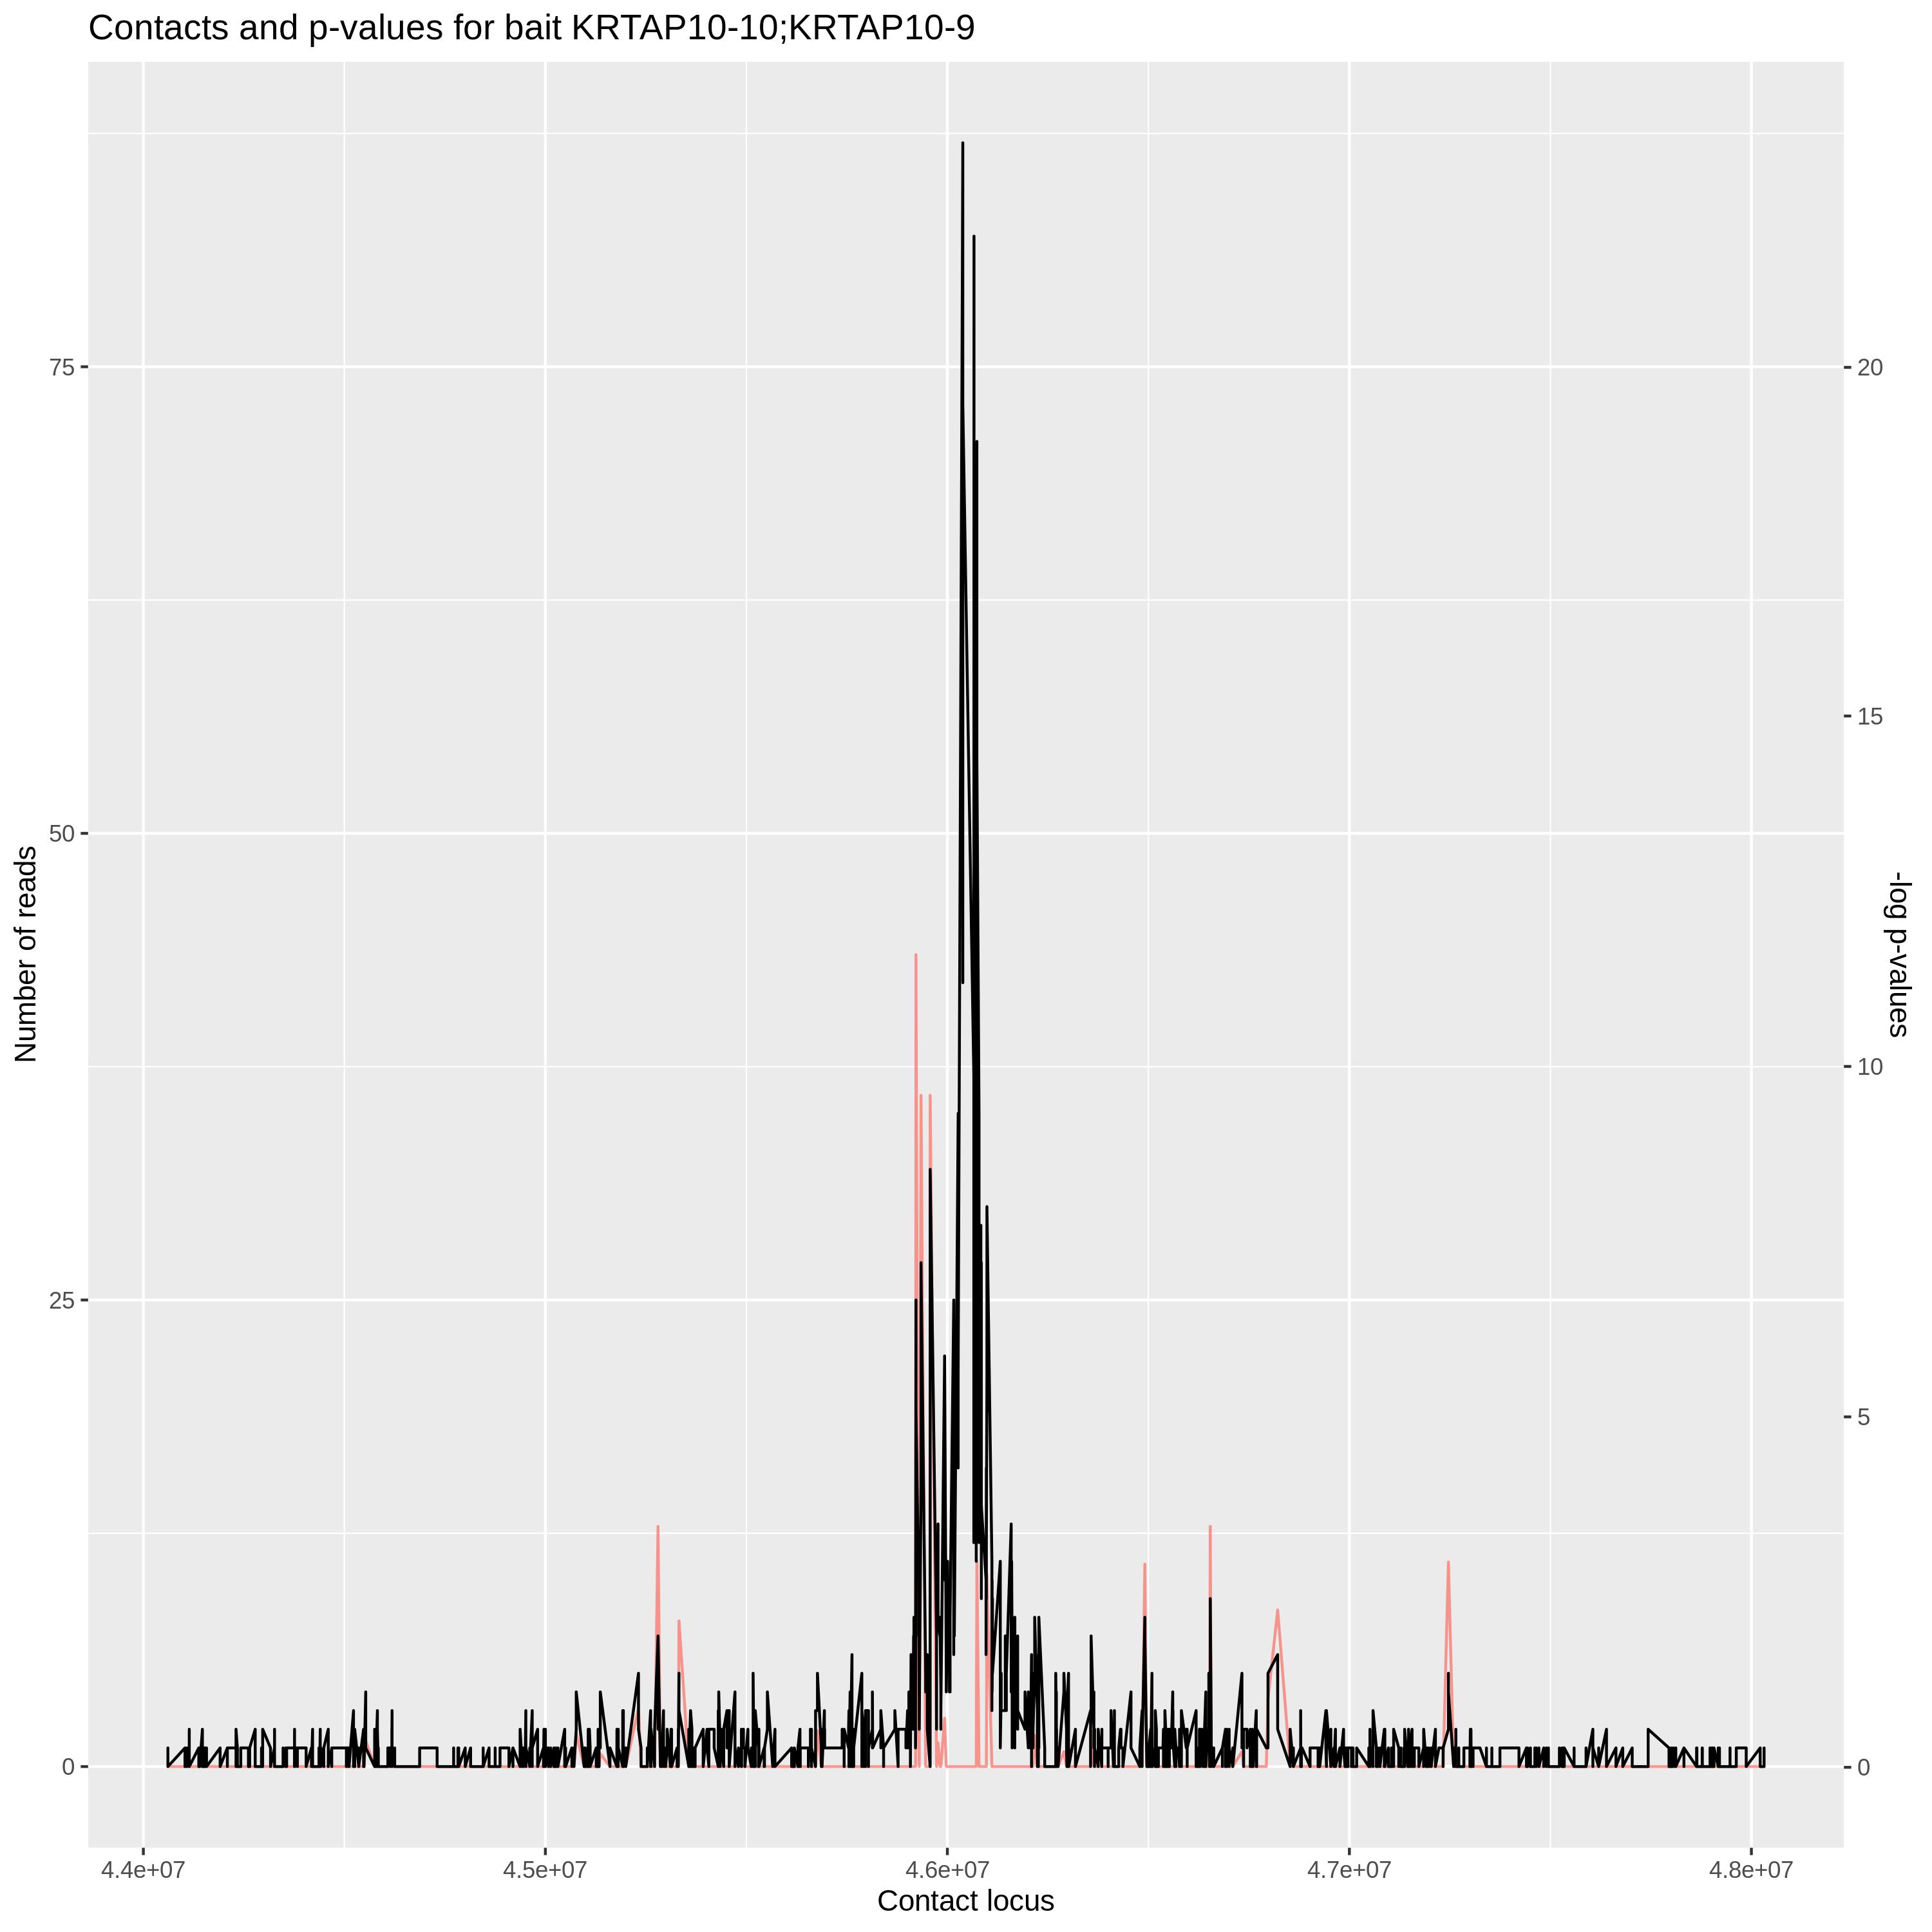 Contacts and p-values for bait KRTAP10-10;KRTAP10-9
75
50
25
0
20
15
10
5
0
Number of reads
-log p-values
4.4e+07 4.5e+07 4.6e+07 4.7e+07 4.8e+07
Contact locus